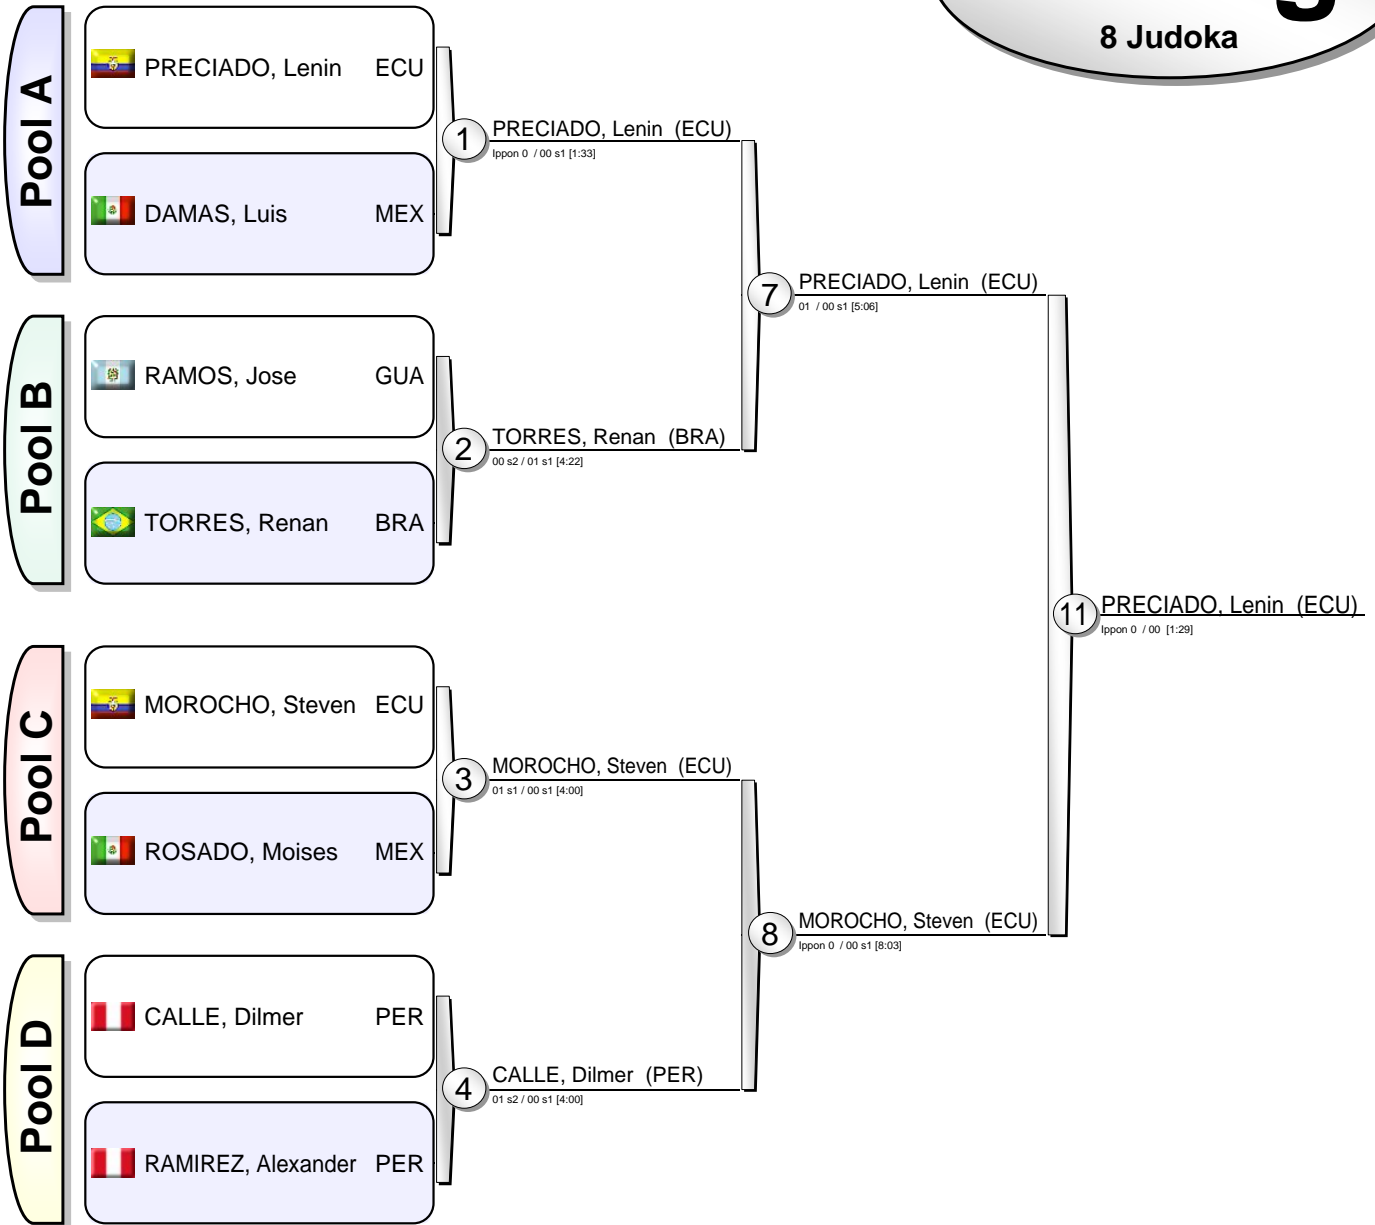 8 Judoka
Pool A
PRECIADO, Lenin ECU
DAMAS, Luis MEX
1 PRECIADO, Lenin (ECU)
Ippon 0 / 00 s1 [1:33]
7 PRECIADO, Lenin (ECU)
01 / 00 s1 [5:06]
Pool B
RAMOS, Jose GUA
TORRES, Renan BRA
2 TORRES, Renan (BRA)
00 s2 / 01 s1 [4:22]
11 PRECIADO, Lenin (ECU)
Ippon 0 / 00 [1:29]
Pool C
MOROCHO, Steven ECU
ROSADO, Moises MEX
3 MOROCHO, Steven (ECU)
01 s1 / 00 s1 [4:00]
8 MOROCHO, Steven (ECU)
Ippon 0 / 00 s1 [8:03]
Pool D
CALLE, Dilmer PER
RAMIREZ, Alexander PER
4 CALLE, Dilmer (PER)
01 s2 / 00 s1 [4:00]